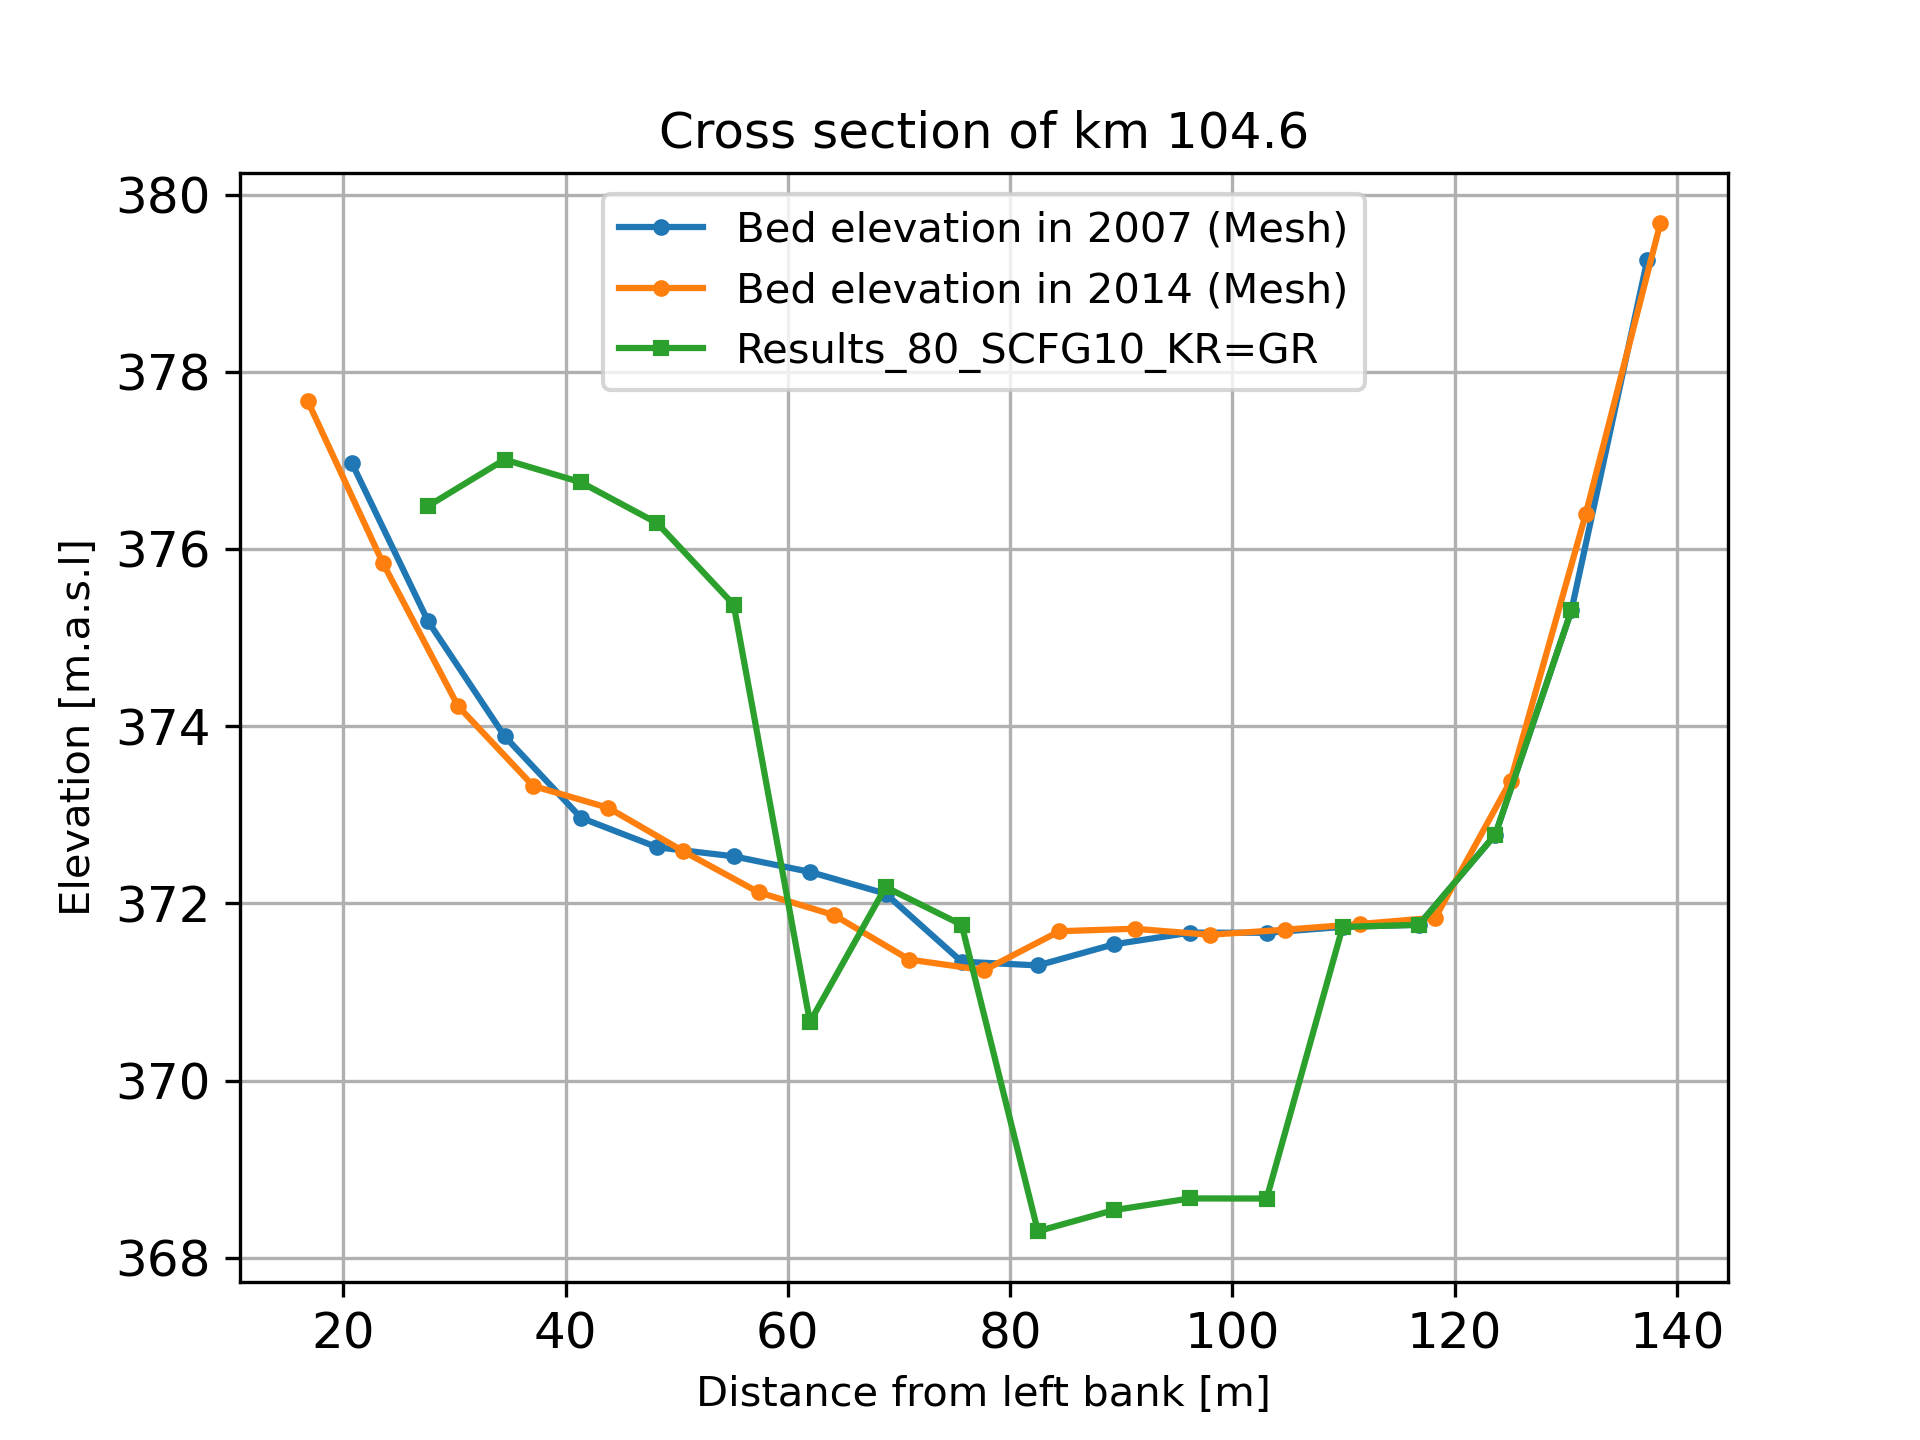 Cross section of km 104.6
Bed elevation in 2007 (Mesh)
Bed elevation in 2014 (Mesh)
Results_80_SCFG10_KR=GR
Elevation [m.a.s.l]
380
378
376
374
372
370
368
20 40 60 80 100 120 140
Distance from left bank [m]